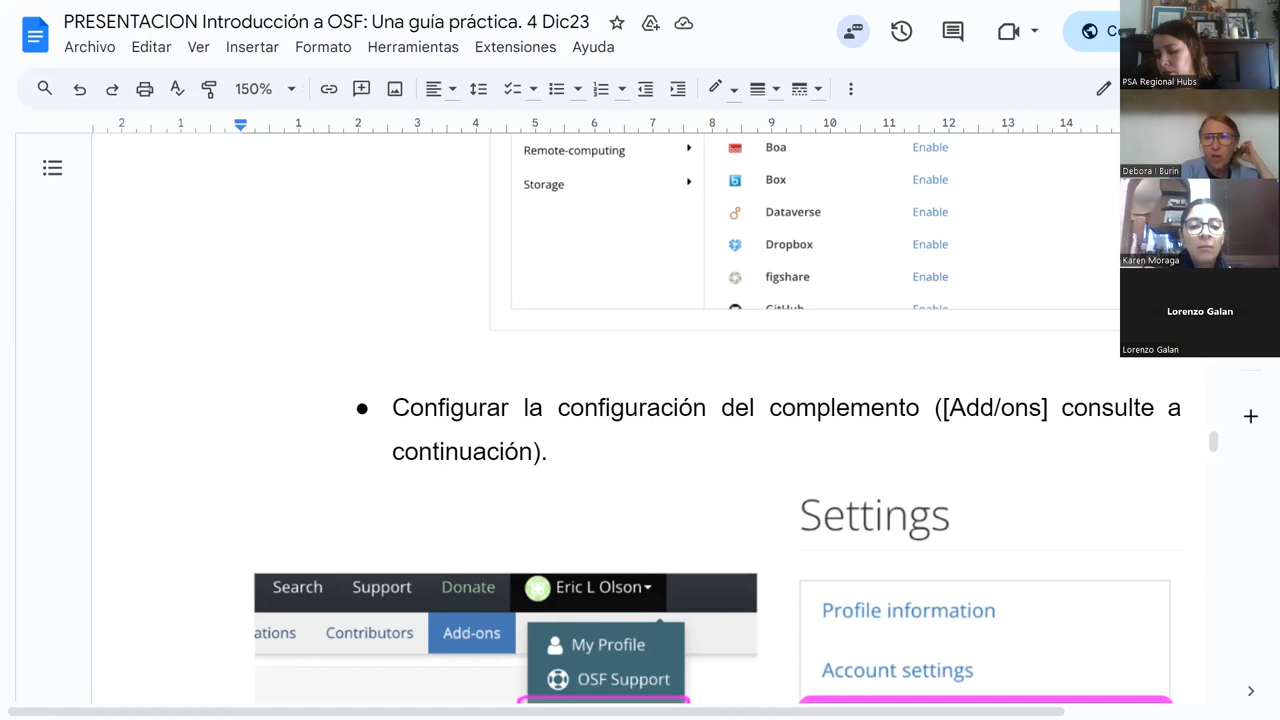 PRESENTACION Introducción a OSF: Una guía práctica. 4 Dic23
Archivo Editar Ver Insertar Formato Herramientas Extensiones Ayuda
150%
2 1 1 2 3 4 5 6 7 8 9 10 11 12 13 14
Remote-computing
Storage
Boa Enable
Box Enable
Dataverse Enable
Dropbox Enable
figshare Enable
GitHub Enable
● Configurar la configuración del complemento ([Add/ons] consulte a
continuación).
Search Support Donate Eric L Olson
ations Contributors Add-ons
My Profile
OSF Support
Settings
Profile information
Account settings
PSA Regional Hubs
Debora I Burin
Karen Moraga
Lorenzo Galan
Lorenzo Galan